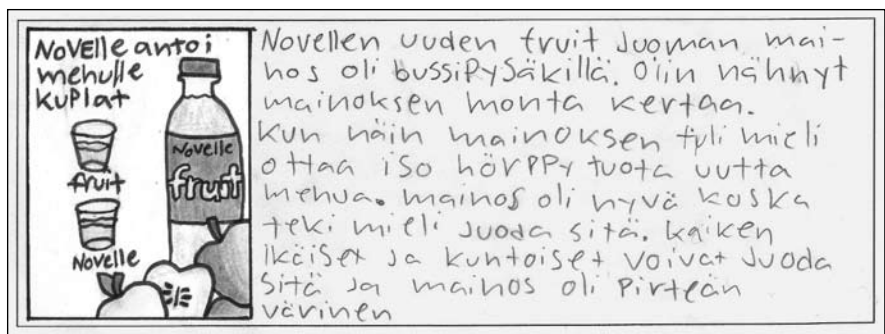 NoVElle antoi
mehulle
kuplat
Novelle
fruit
fruit
Novelle
Novellen uuden fruit Juoman mai-
nos oli bussipysäkillä. Olin nähnyt
mainoksen monta kertaa.
Kun näin mainoksen tyli mieli
ottaa iso hörppy tuota uutta
mehua. mainos oli hyvä koska
teki mieli Juoda sitä. kaiken
Ikäiset ja kuntoiset voivat Juoda
sitä Ja mainos oli pirteän
värinen